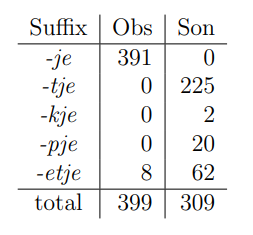 Suffix Obs Son
-je 391 0
-tje 0 225
-kje 0 2
-pje 0 20
-etje 8 62
total 399 309